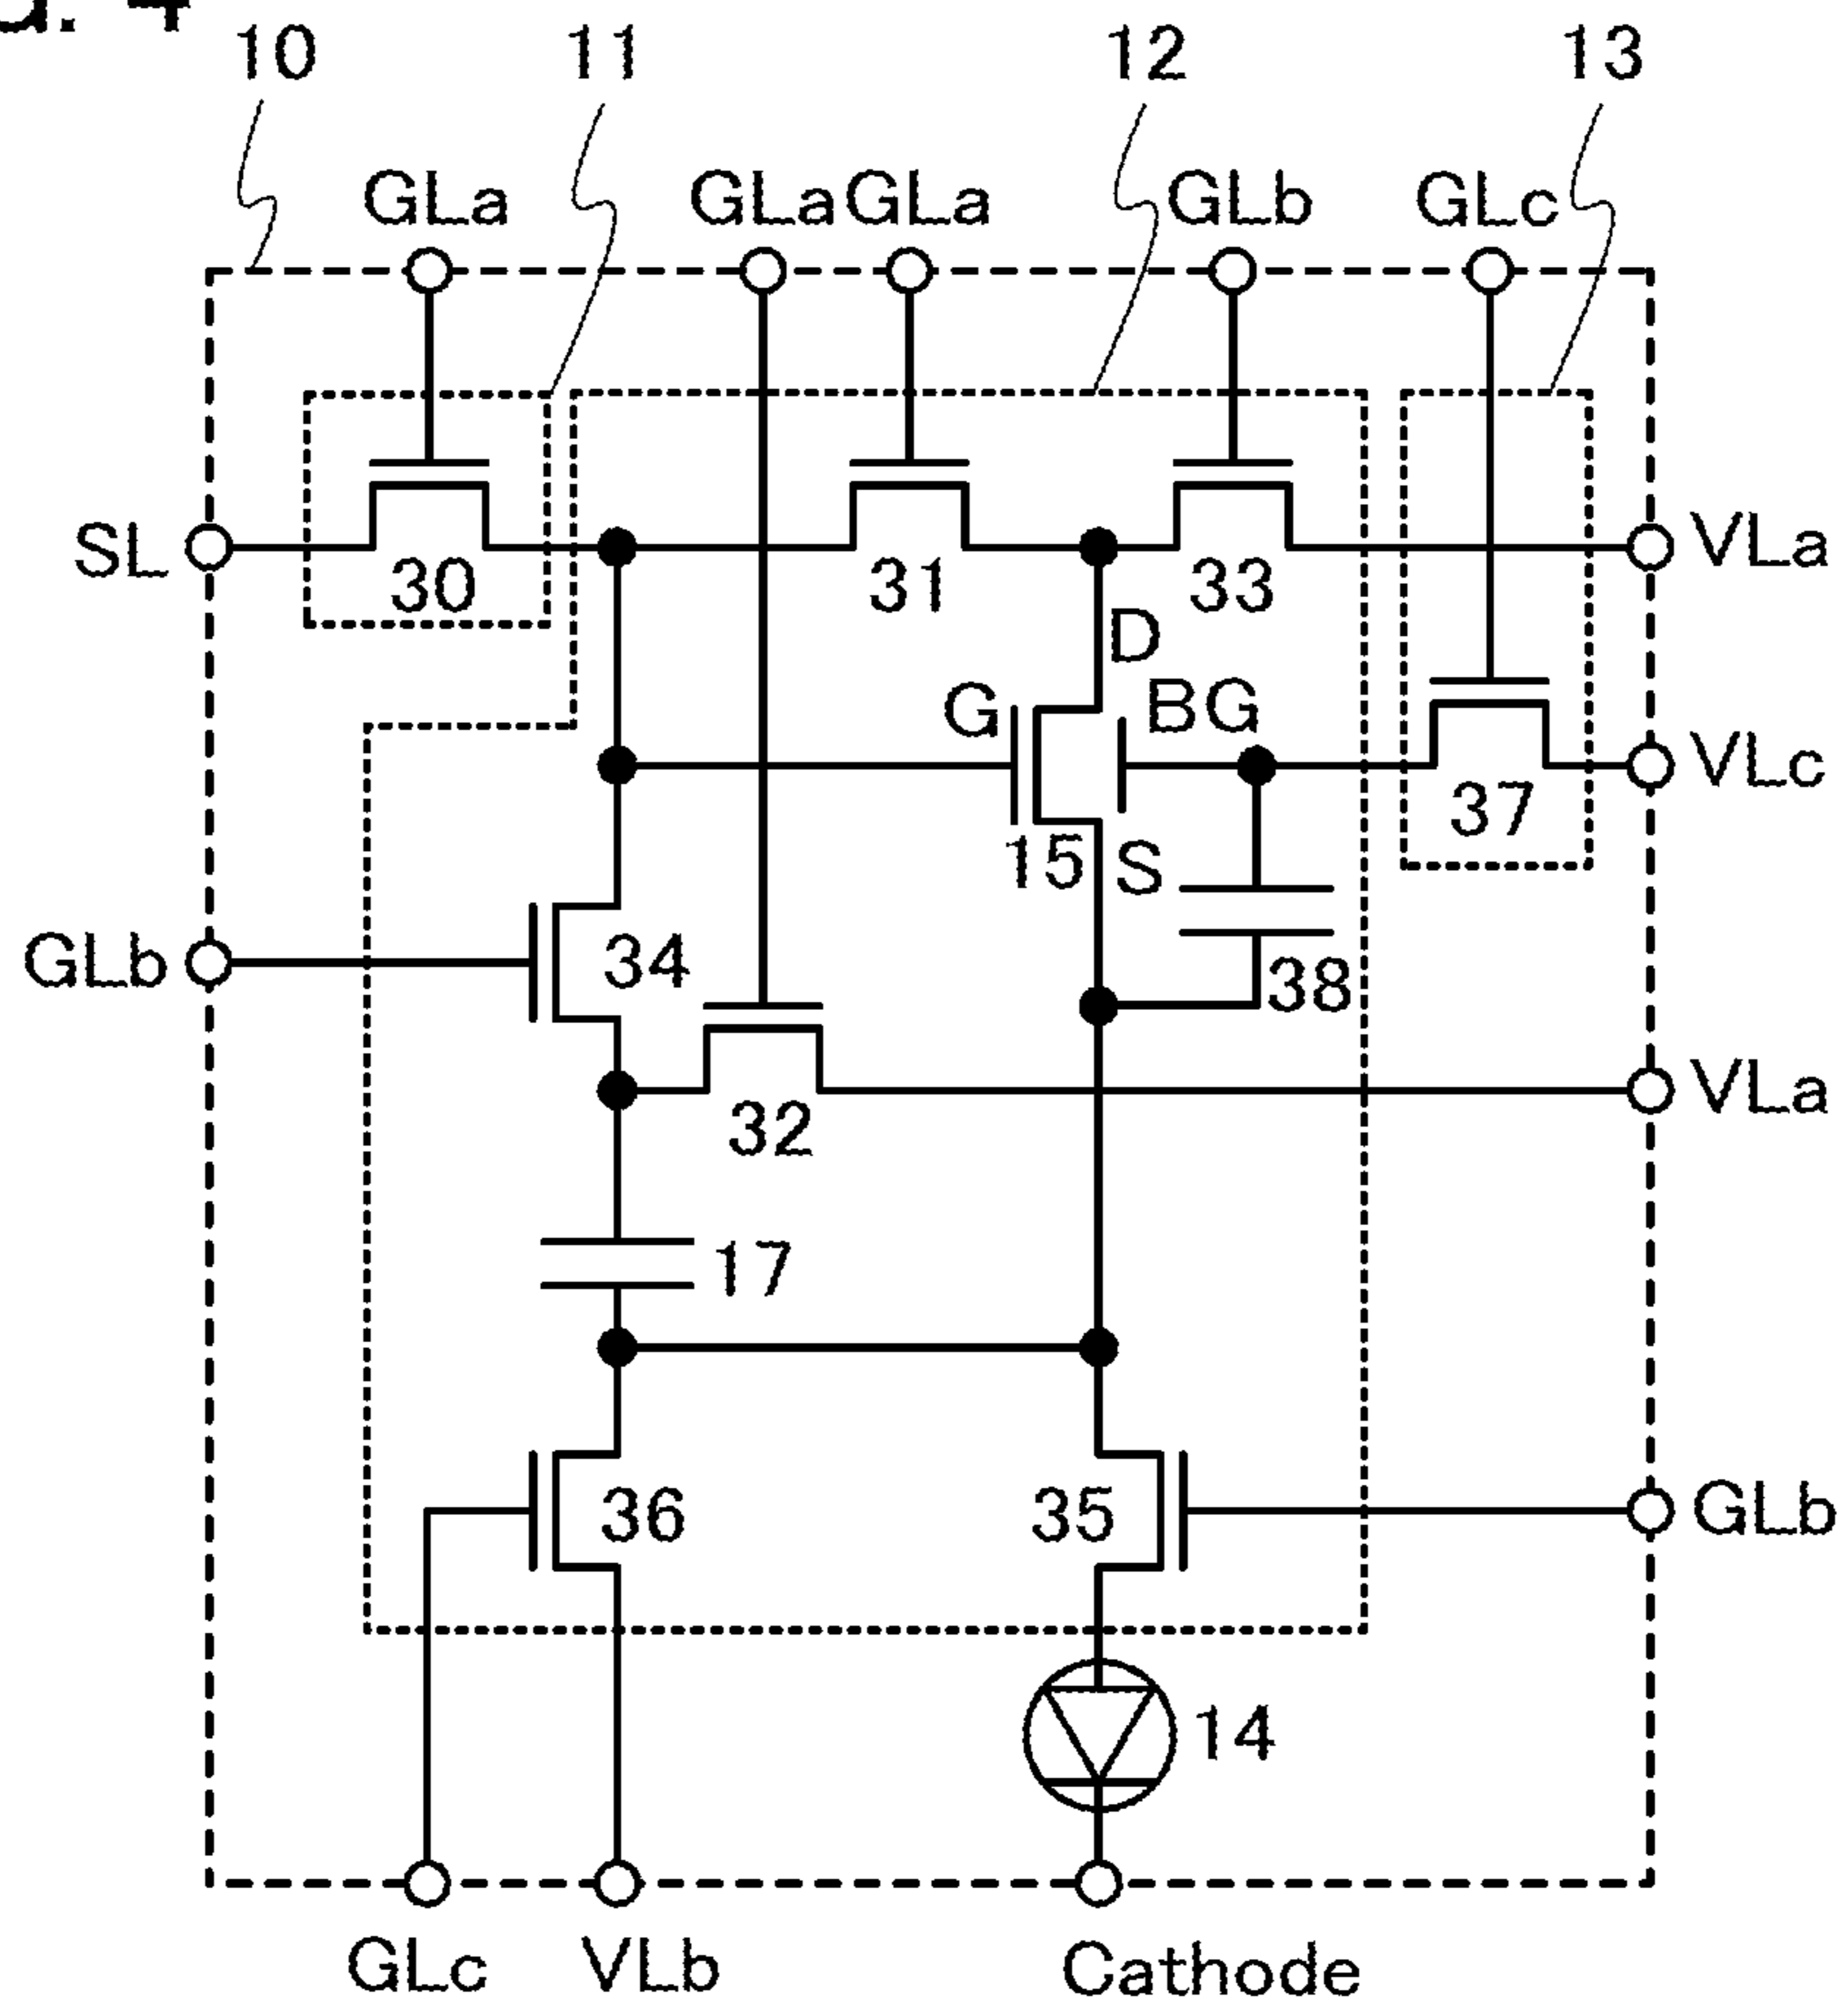 10 11 12 13
GLa GLa GLa GLb GLc
SL 30 31 33 VLa
D
G BG VLc
37
15 S
GLb 34 38
VLa
32
17
36 35 GLb
14
GLc VLb Cathode